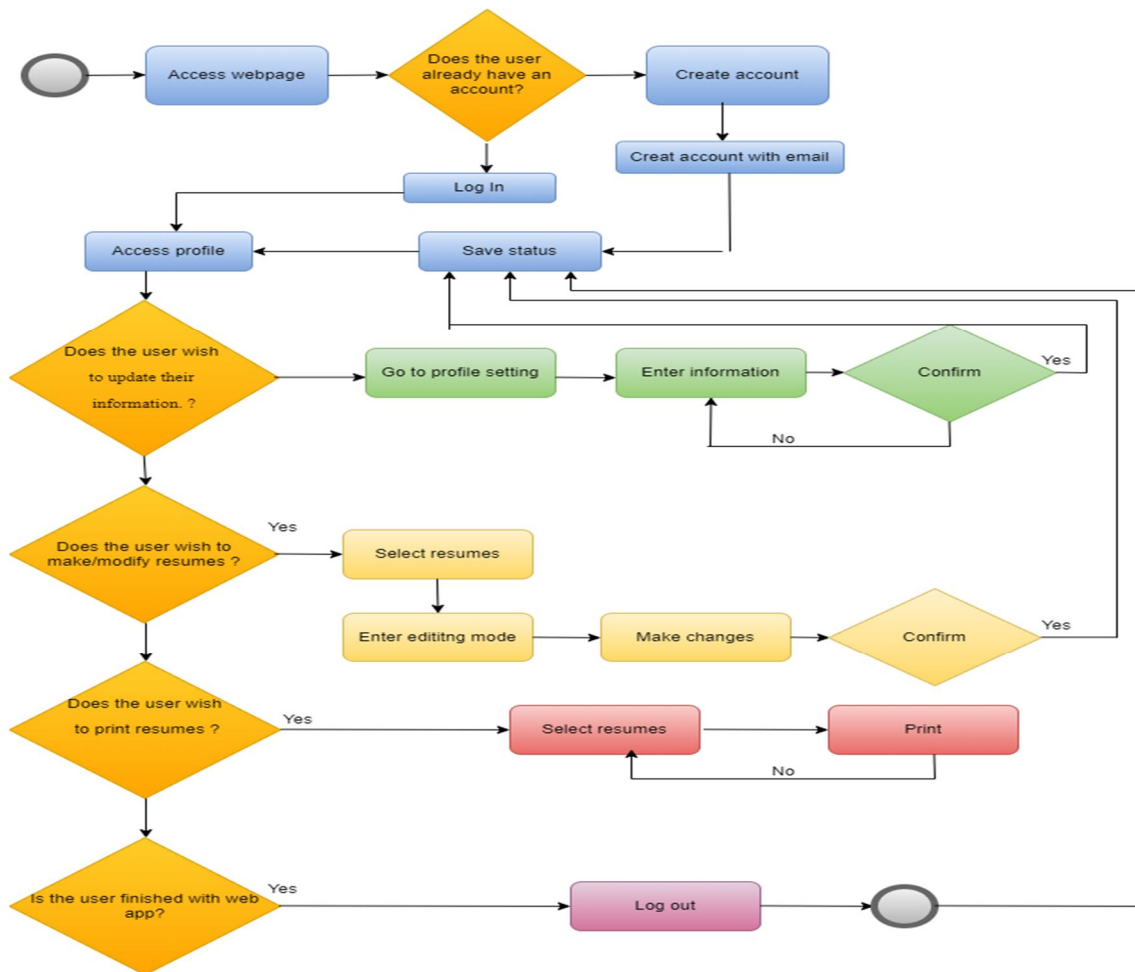 Access webpage
Does the user
already have an
account?
Create account
Creat account with email
Log In
Access profile
Save status
Does the user wish
to update their
information. ?
Go to profile setting
Enter information
Confirm
Yes
No
Does the user wish to
make/modify resumes ?
Yes
Select resumes
Enter edititng mode
Make changes
Confirm
Yes
Does the user wish
to print resumes ?
Yes
Select resumes
Print
No
Is the user finished with web
app?
Yes
Log out